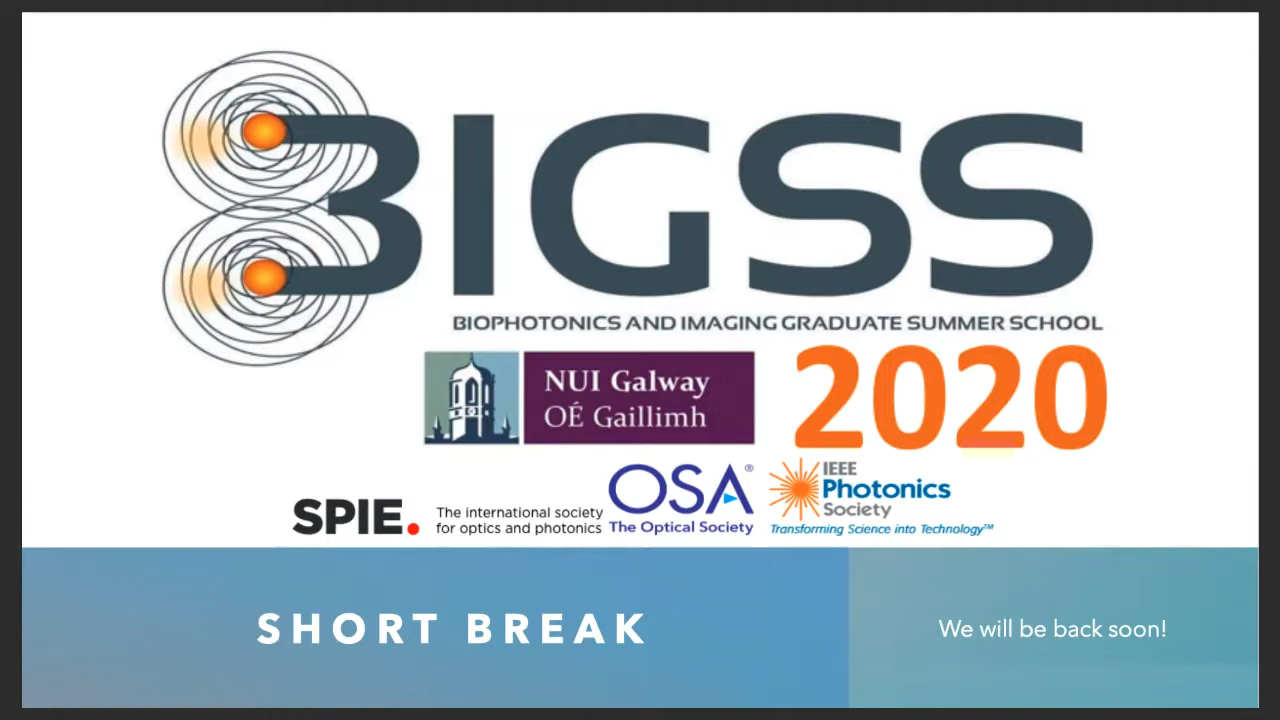 BIGSS
BIOPHOTONICS AND IMAGING GRADUATE SUMMER SCHOOL
NUI Galway
OÉ Gaillimh
2020
SPIE.
The international society
for optics and photonics
OSA®
The Optical Society
IEEE
Photonics
Society
Transforming Science into Technology™
SHORT BREAK
We will be back soon!